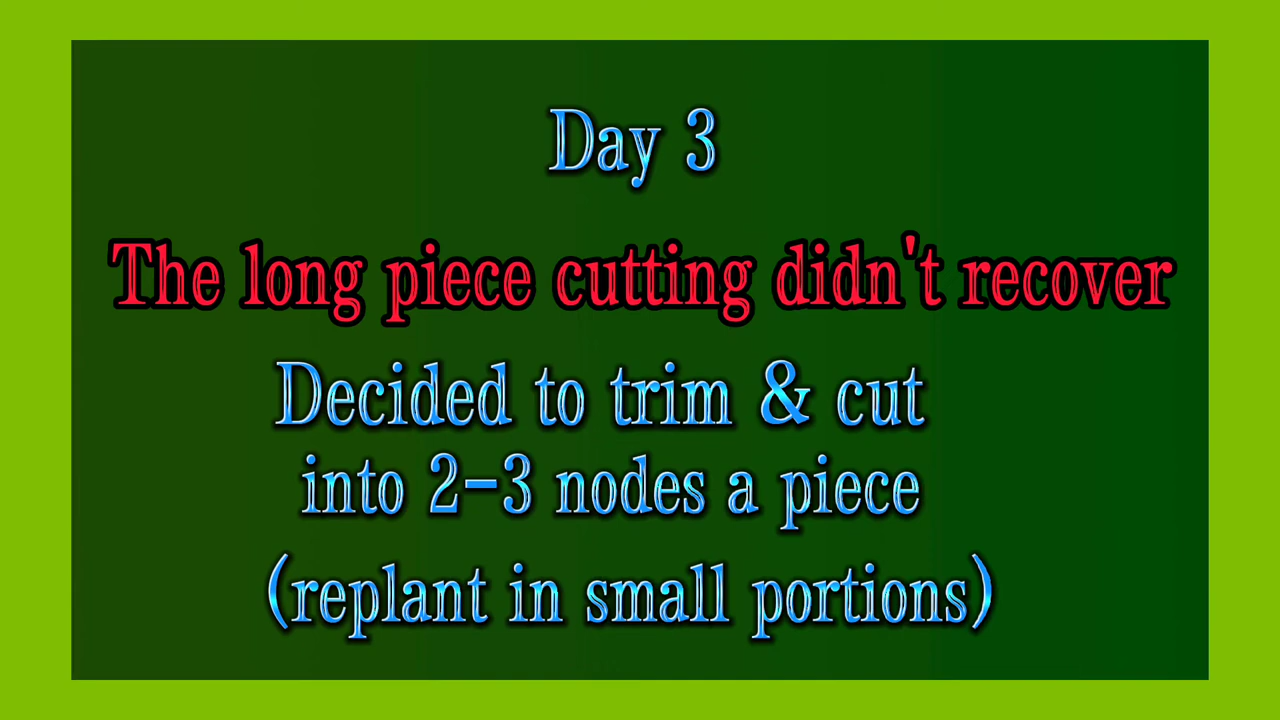 Day 3
The long piece cutting didn't recover
Decided to trim & cut
into 2-3 nodes a piece
(replant in small portions)